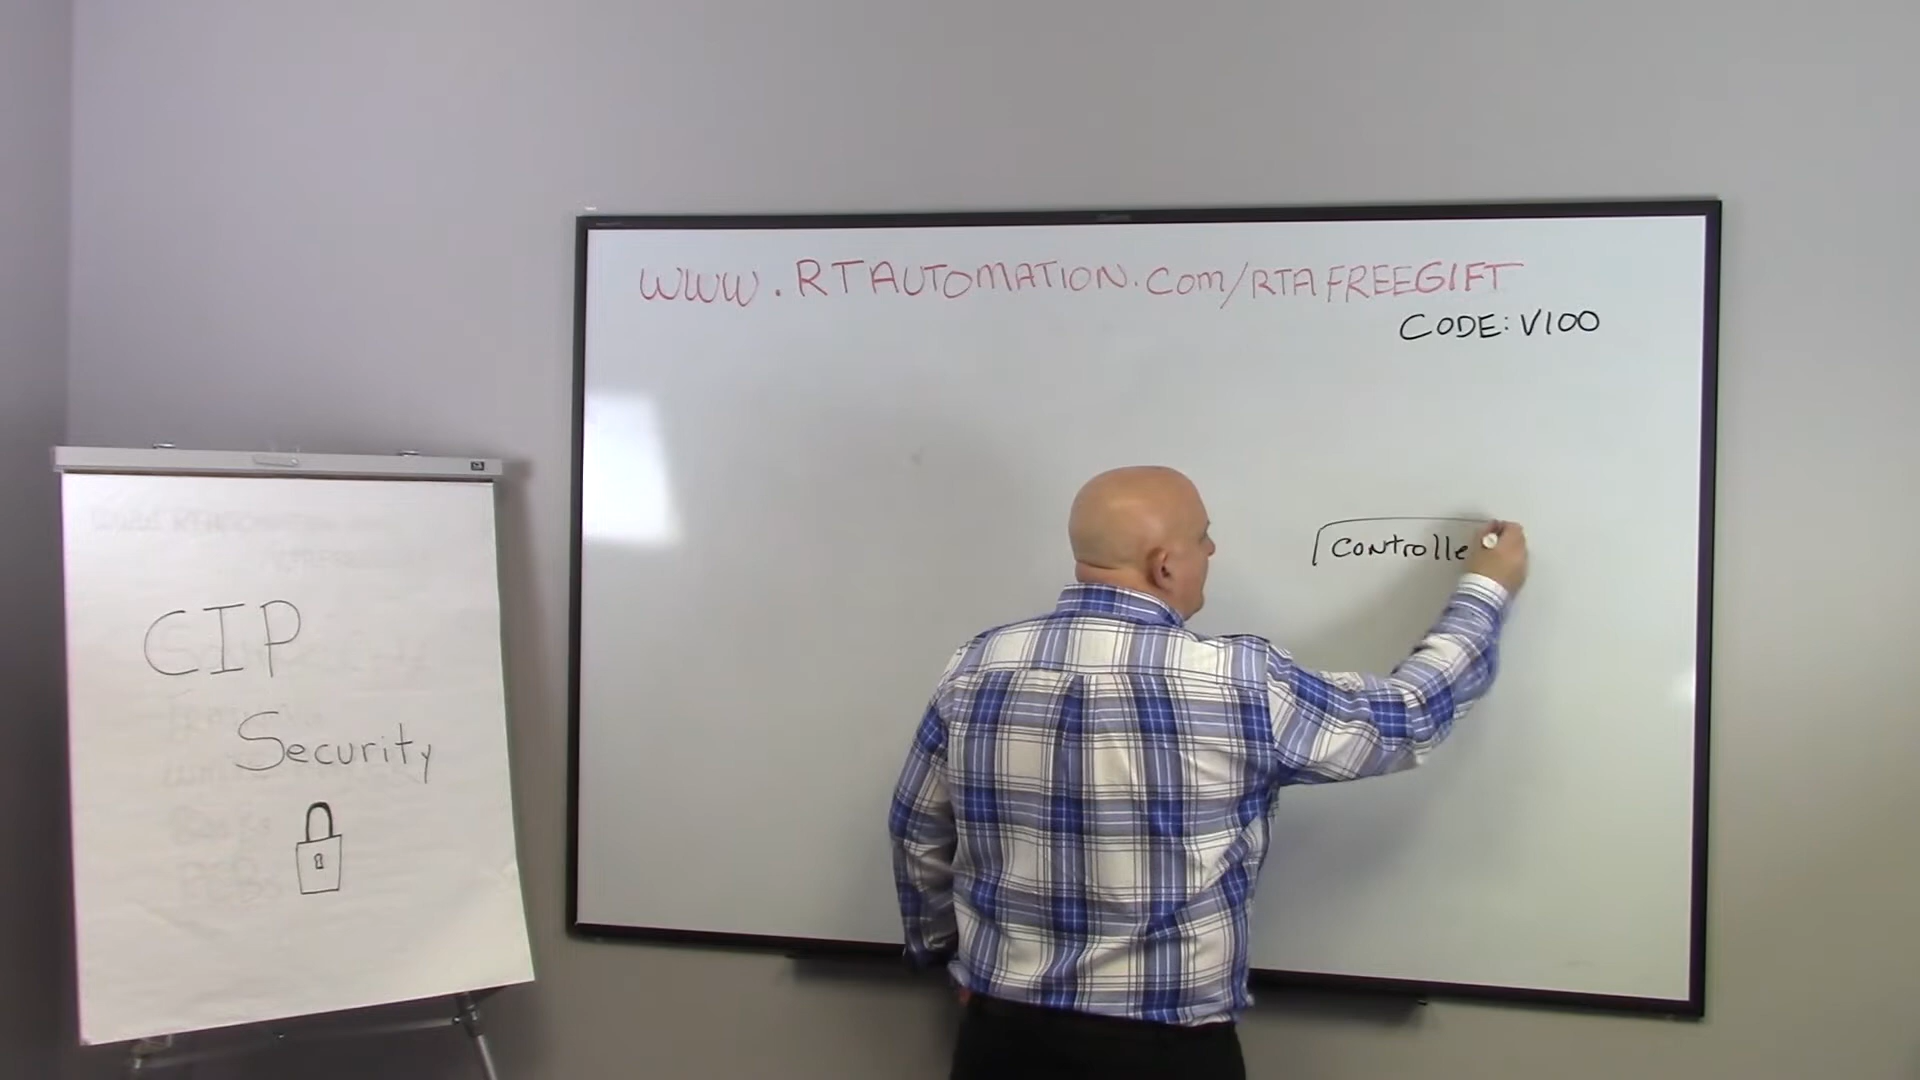 WWW.RTAUTOMATION.com/RTAFREEGIFT
CODE: V100
Controlle
CIP
Security